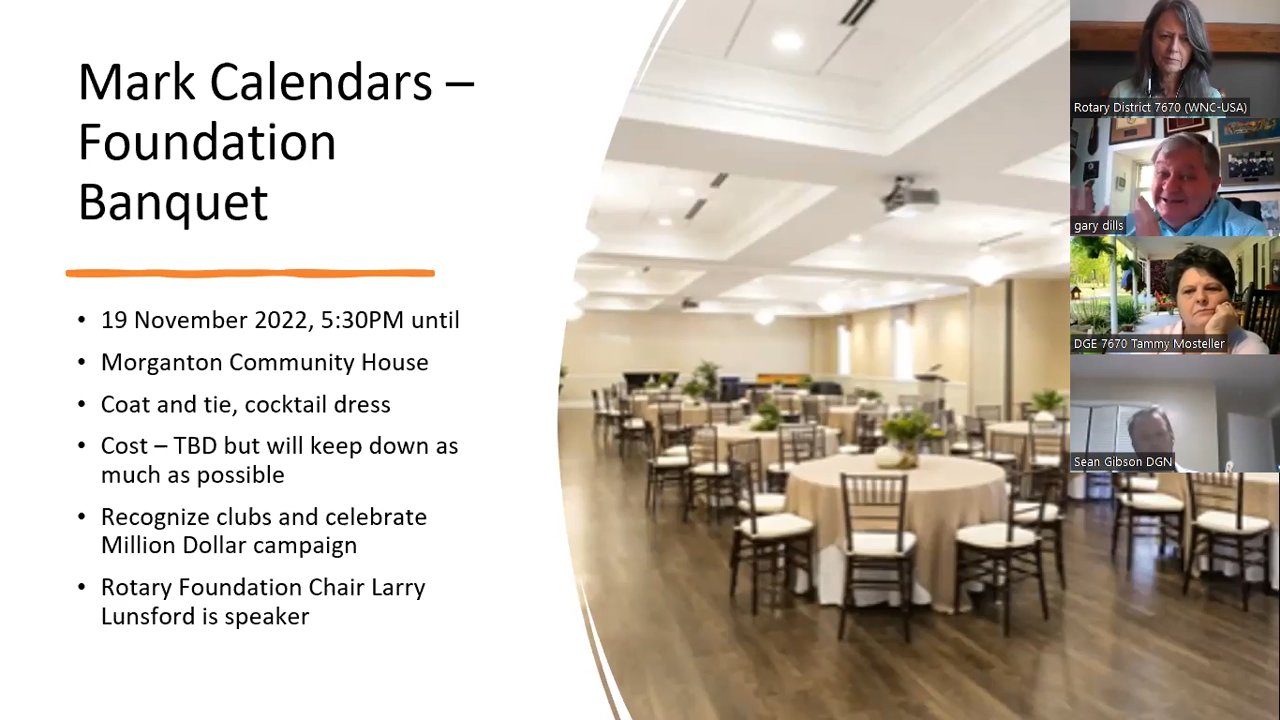 Mark Calendars –
Foundation
Banquet
• 19 November 2022, 5:30PM until
• Morganton Community House
• Coat and tie, cocktail dress
• Cost – TBD but will keep down as
much as possible
• Recognize clubs and celebrate
Million Dollar campaign
• Rotary Foundation Chair Larry
Lunsford is speaker
Rotary District 7670 (WNC-USA)
gary dills
DGE 7670 Tammy Mosteller
Sean Gibson DGN